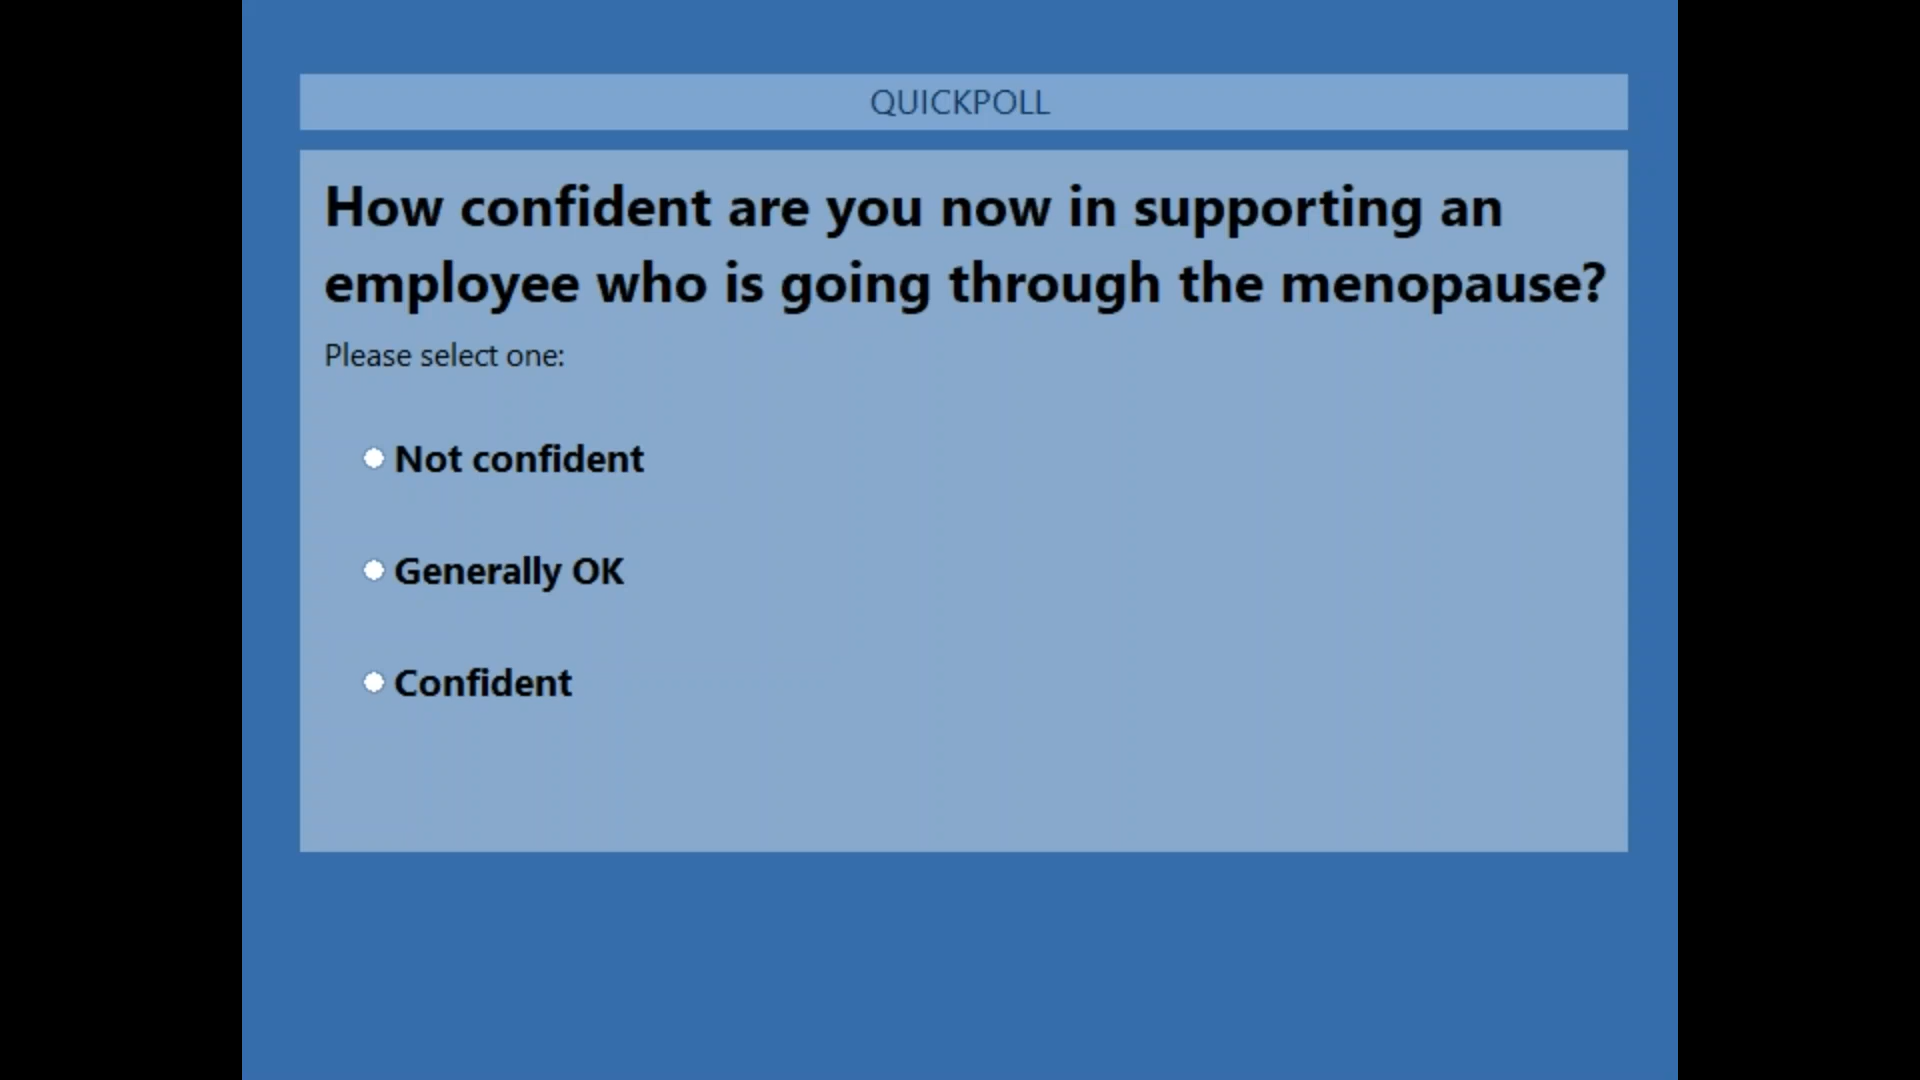 QUICKPOLL
How confident are you now in supporting an
employee who is going through the menopause?
Please select one:
Not confident
Generally OK
Confident